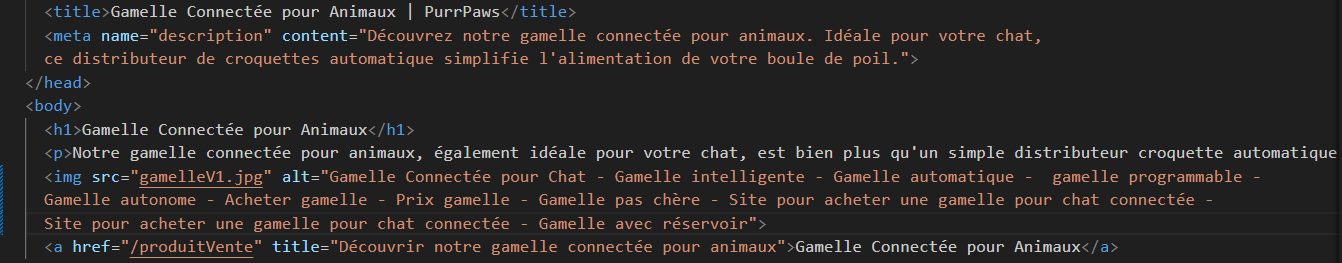 <title>Gamelle Connectée pour Animaux | PurrPaws</title>
<meta name="description" content="Découvrez notre gamelle connectée pour animaux. Idéale pour votre chat,
ce distributeur de croquettes automatique simplifie l'alimentation de votre boule de poil.">
</head>
<body>
<h1>Gamelle Connectée pour Animaux</h1>
<p>Notre gamelle connectée pour animaux, également idéale pour votre chat, est bien plus qu'un simple distributeur croquette automatique
<img src="gamelleV1.jpg" alt="Gamelle Connectée pour Chat - Gamelle intelligente - Gamelle automatique -  gamelle programmable -
Gamelle autonome - Acheter gamelle - Prix gamelle - Gamelle pas chère - Site pour acheter une gamelle pour chat connectée -
Site pour acheter une gamelle pour chat connectée - Gamelle avec réservoir">
<a href="/produitVente" title="Découvrir notre gamelle connectée pour animaux">Gamelle Connectée pour Animaux</a>